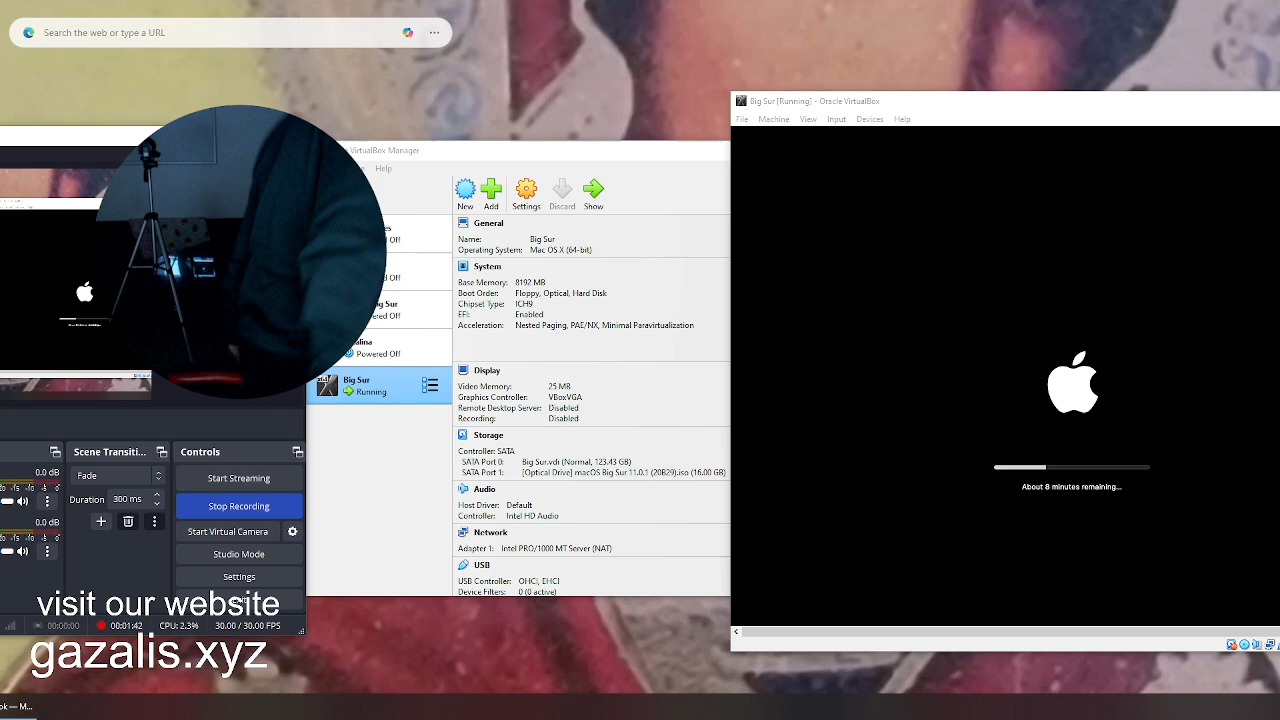 Search the web or type a URL
Big Sur [Running] - Oracle VirtualBox
File Machine View Input Devices Help
VirtualBox Manager
Help
New Add Settings Discard Show
General
Name: Big Sur
Operating System: Mac OS X (64-bit)
System
Base Memory: 8192 MB
Boot Order: Floppy, Optical, Hard Disk
Chipset Type: ICH9
EFI: Enabled
Acceleration: Nested Paging, PAE/NX, Minimal Paravirtualization
Display
Video Memory: 25 MB
Graphics Controller: VBoxVGA
Remote Desktop Server: Disabled
Recording: Disabled
Storage
Controller: SATA
SATA Port 0: Big Sur.vdi (Normal, 123.43 GB)
SATA Port 1: [Optical Drive] macOS Big Sur 11.0.1 (20B29).iso (16.00 GB)
Audio
Host Driver: Default
Controller: Intel HD Audio
Network
Adapter 1: Intel PRO/1000 MT Server (NAT)
USB
USB Controller: OHCI, EHCI
Device Filters: 0 (0 active)
Off
Off
g Sur
ered Off
alina
Powered Off
Big Sur
Running
About 8 minutes remaining...
Scene Transiti...
Controls
0.0 dB
Fade
Duration 300 ms
0.0 dB
Start Streaming
Stop Recording
Start Virtual Camera
Studio Mode
Settings
visit our website
00:00:00
00:01:42
CPU: 2.3%
30.00 / 30.00 FPS
gazalis.xyz
ok — M...